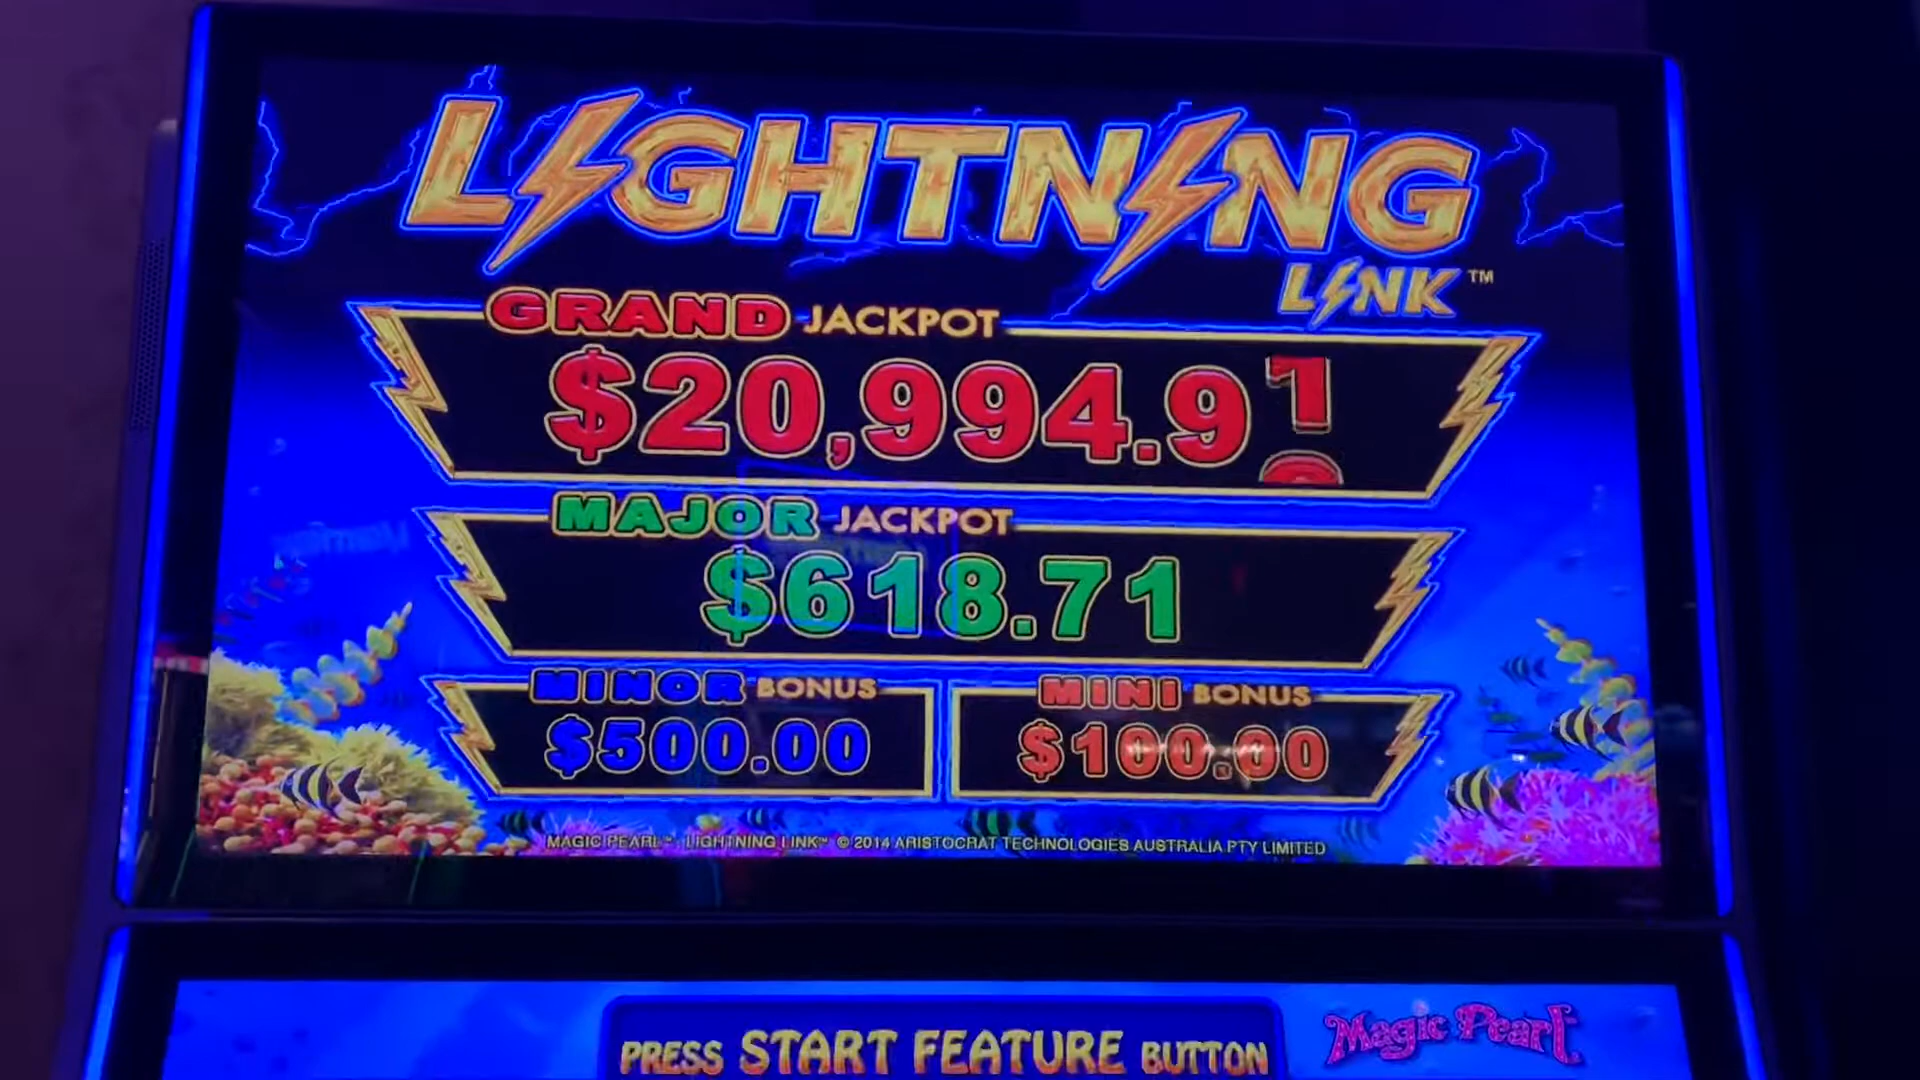 LIGHTNING
LINK™
GRAND JACKPOT
$20,994.91
MAJOR JACKPOT
$618.71
MINOR BONUS
$500.00
MINI BONUS
$100.00
MAGIC PEARL™, LIGHTNING LINK™ © 2014 ARISTOCRAT TECHNOLOGIES AUSTRALIA PTY LIMITED
PRESS START FEATURE BUTTON
Magic Pearl